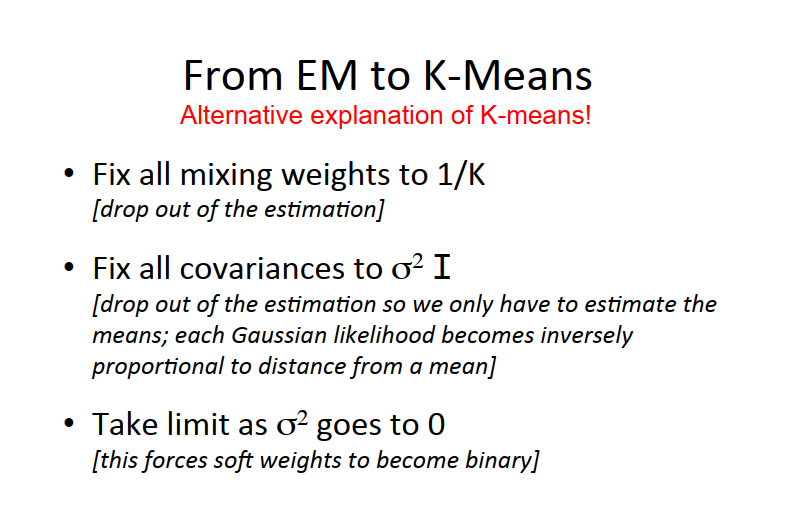 From EM to K-Means
Alternative explanation of K-means!
• Fix all mixing weights to 1/K
[drop out of the estimation]
• Fix all covariances to σ² I
[drop out of the estimation so we only have to estimate the
means; each Gaussian likelihood becomes inversely
proportional to distance from a mean]
• Take limit as σ² goes to 0
[this forces soft weights to become binary]